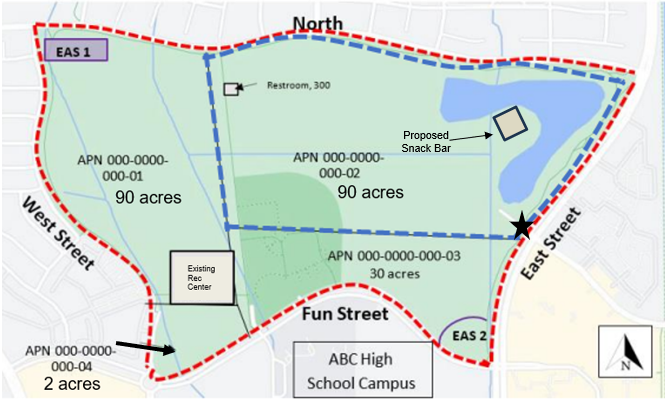 North
EAS 1
Restroom, 300
Proposed
Snack Bar
APN 000-0000-
000-01
90 acres
APN 000-0000-
000-02
90 acres
West Street
East Street
APN 000-0000-000-03
30 acres
Existing
Rec
Center
Fun Street
EAS 2
APN 000-0000-
000-04
2 acres
ABC High
School Campus
N